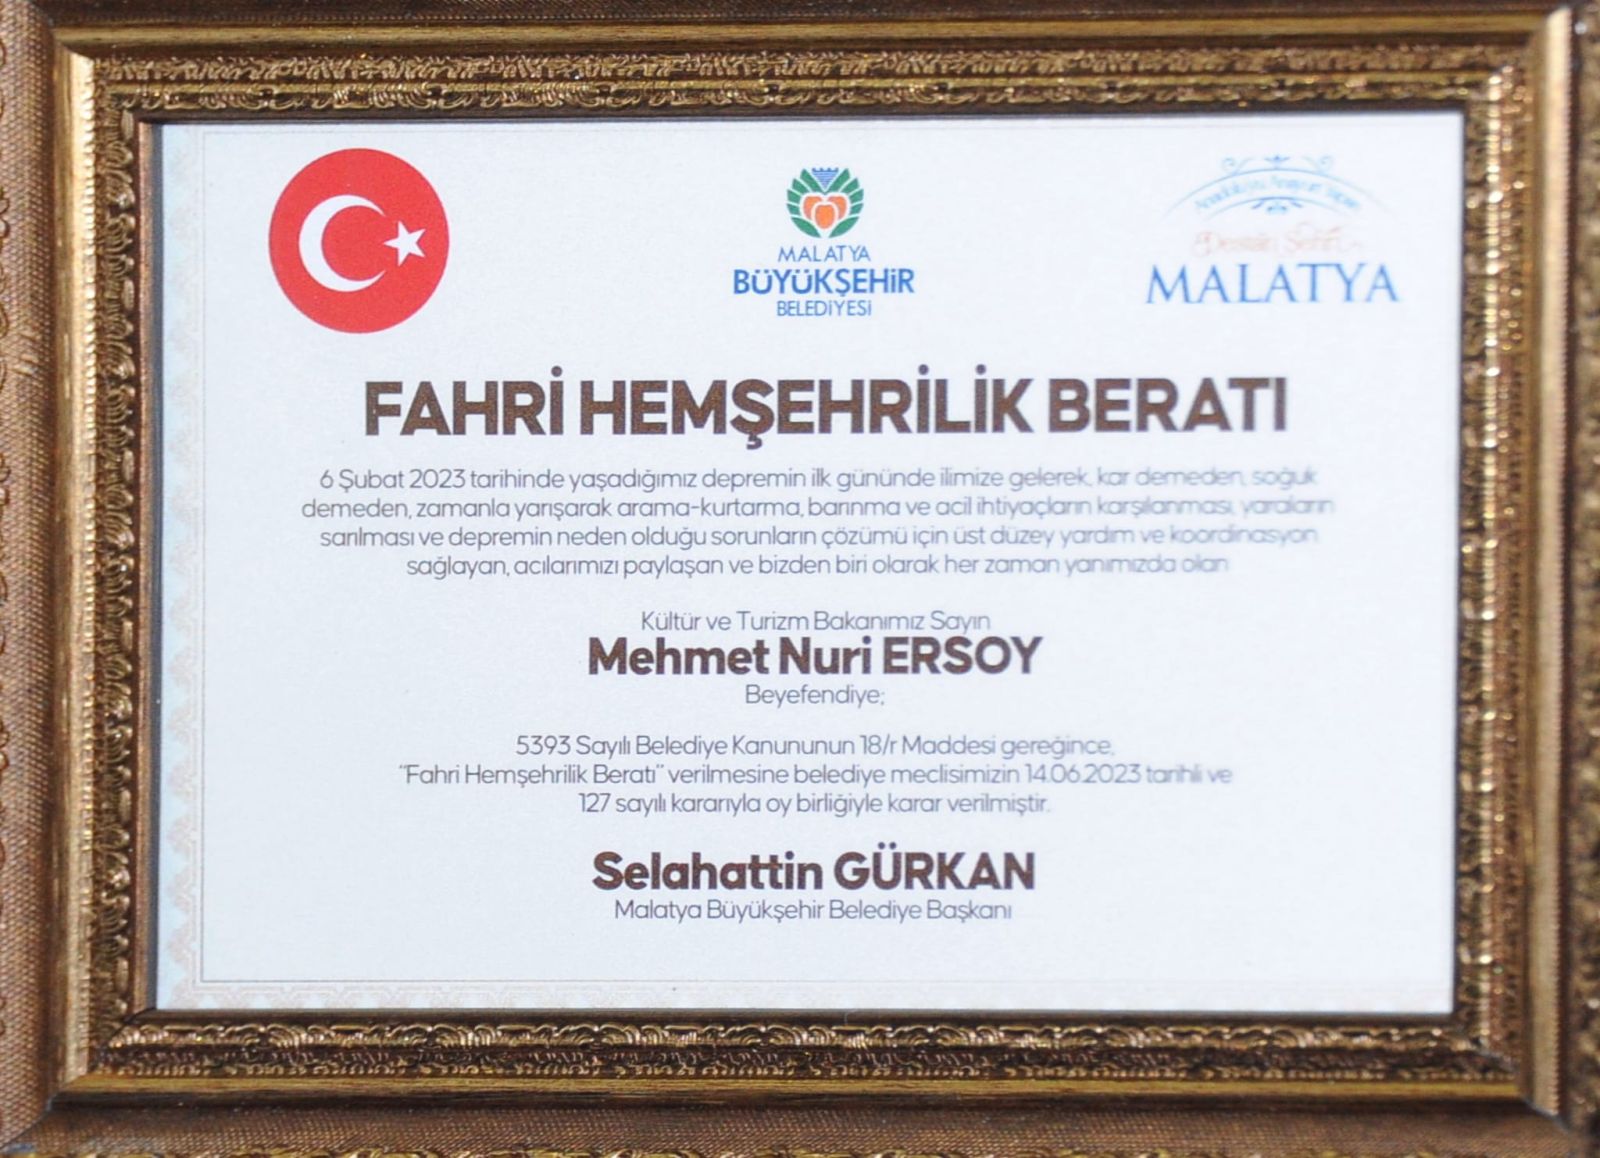 MALATYA
BÜYÜKŞEHİR
BELEDİYESİ
Destan Şehri
MALATYA
FAHRİ HEMŞEHRİLİK BERATI
6 Şubat 2023 tarihinde yaşadığımız depremin ilk gününde ilimize gelerek, kar demeden, soğuk
demeden, zamanla yarışarak arama-kurtarma, barınma ve acil ihtiyaçların karşılanması, yaraların
sarılması ve depremin neden olduğu sorunların çözümü için üst düzey yardım ve koordinasyon
sağlayan, acılarımızı paylaşan ve bizden biri olarak her zaman yanımızda olan
Kültür ve Turizm Bakanımız Sayın
Mehmet Nuri ERSOY
Beyefendiye;
5393 Sayılı Belediye Kanununun 18/r Maddesi gereğince,
"Fahri Hemşehrilik Beratı" verilmesine belediye meclisimizin 14.06.2023 tarihli ve
127 sayılı kararıyla oy birliğiyle karar verilmiştir.
Selahattin GÜRKAN
Malatya Büyükşehir Belediye Başkanı